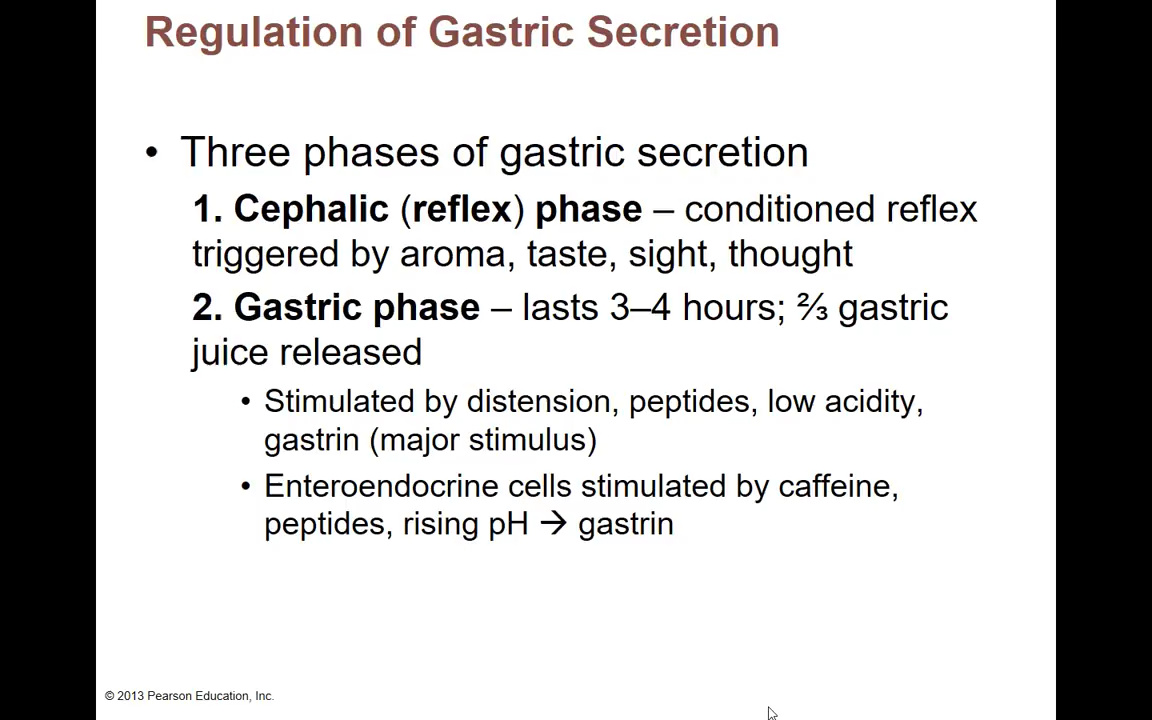 Regulation of Gastric Secretion
• Three phases of gastric secretion
1. Cephalic (reflex) phase – conditioned reflex
triggered by aroma, taste, sight, thought
2. Gastric phase – lasts 3–4 hours; ⅔ gastric
juice released
• Stimulated by distension, peptides, low acidity,
gastrin (major stimulus)
• Enteroendocrine cells stimulated by caffeine,
peptides, rising pH → gastrin
© 2013 Pearson Education, Inc.